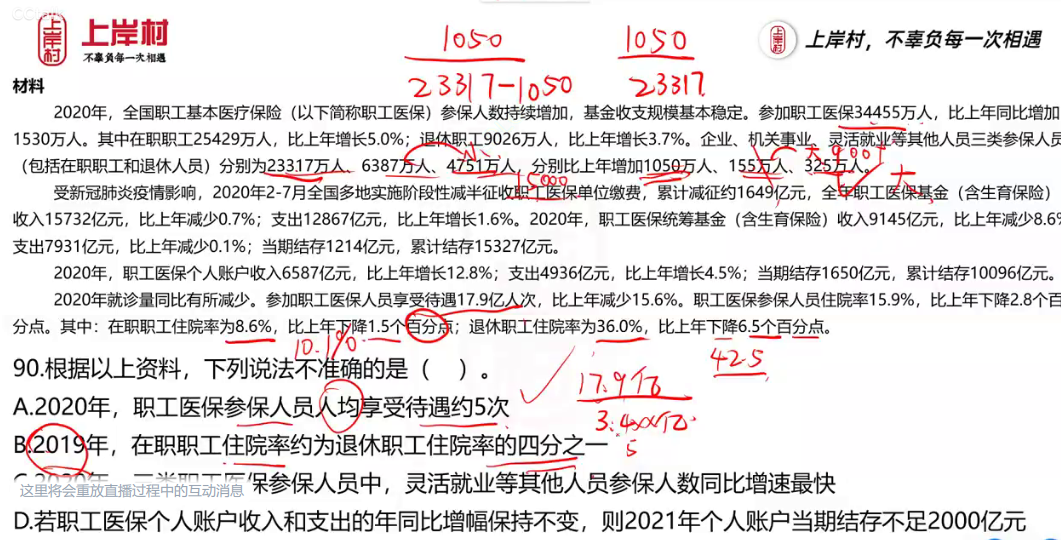 上岸村
上岸村
不辜负每一次相遇
上岸村，不辜负每一次相遇
1050
23317-1050
1050
23317
材料
2020年，全国职工基本医疗保险（以下简称职工医保）参保人数持续增加，基金收支规模基本稳定。参加职工医保34455万人，比上年同比增加
1530万人。其中在职职工25429万人，比上年增长5.0%；退休职工9026万人，比上年增长3.7%。企业、机关事业、灵活就业等其他人员三类参保人员
（包括在职职工和退休人员）分别为23317万人、6387万人、4751万人，分别比上年增加1050万人、155万人、325万人。
小
大
大
15000
受新冠肺炎疫情影响，2020年2-7月全国多地实施阶段性减半征收职工医保单位缴费，累计减征约1649亿元，全年职工医保基金（含生育保险）
收入15732亿元，比上年减少0.7%；支出12867亿元，比上年增长1.6%。2020年，职工医保统筹基金（含生育保险）收入9145亿元，比上年减少8.6%
支出7931亿元，比上年减少0.1%；当期结存1214亿元，累计结存15327亿元。
2020年，职工医保个人账户收入6587亿元，比上年增长12.8%；支出4936亿元，比上年增长4.5%；当期结存1650亿元，累计结存10096亿元。
2020年就诊量同比有所减少。参加职工医保人员享受待遇17.9亿人次，比上年减少15.6%。职工医保参保人员住院率15.9%，比上年下降2.8个百
分点。其中：在职职工住院率为8.6%，比上年下降1.5个百分点；退休职工住院率为36.0%，比上年下降6.5个百分点。
10.1%
42.5
90.根据以上资料，下列说法不准确的是（ ）。
17.9亿
3.4xx亿
5
A.2020年，职工医保参保人员人均享受待遇约5次
B.2019年，在职职工住院率约为退休职工住院率的四分之一
C.2020年，三类职工医保参保人员中，灵活就业等其他人员参保人数同比增速最快
这里将会重放直播过程中的互动消息
D.若职工医保个人账户收入和支出的年同比增幅保持不变，则2021年个人账户当期结存不足2000亿元